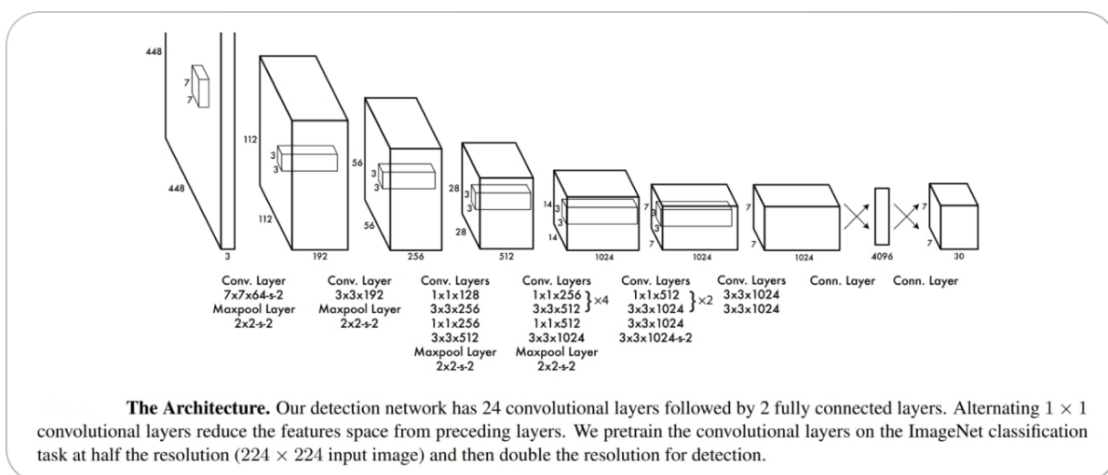 448
448
7
7
3
112
112
3
3
192
56
56
3
3
256
28
28
3
3
512
14
14
3
3
1024
7
7
3
3
1024
7
7
1024
4096
7
7
30
Conv. Layer
7x7x64-s-2
Maxpool Layer
2x2-s-2
Conv. Layer
3x3x192
Maxpool Layer
2x2-s-2
Conv. Layers
1x1x128
3x3x256
1x1x256
3x3x512
Maxpool Layer
2x2-s-2
Conv. Layers
1x1x256
3x3x512 }×4
1x1x512
3x3x1024
Maxpool Layer
2x2-s-2
Conv. Layers
1x1x512
3x3x1024 }×2
3x3x1024
3x3x1024-s-2
Conv. Layers
3x3x1024
3x3x1024
Conn. Layer
Conn. Layer
The Architecture. Our detection network has 24 convolutional layers followed by 2 fully connected layers. Alternating 1 × 1
convolutional layers reduce the features space from preceding layers. We pretrain the convolutional layers on the ImageNet classification
task at half the resolution (224 × 224 input image) and then double the resolution for detection.